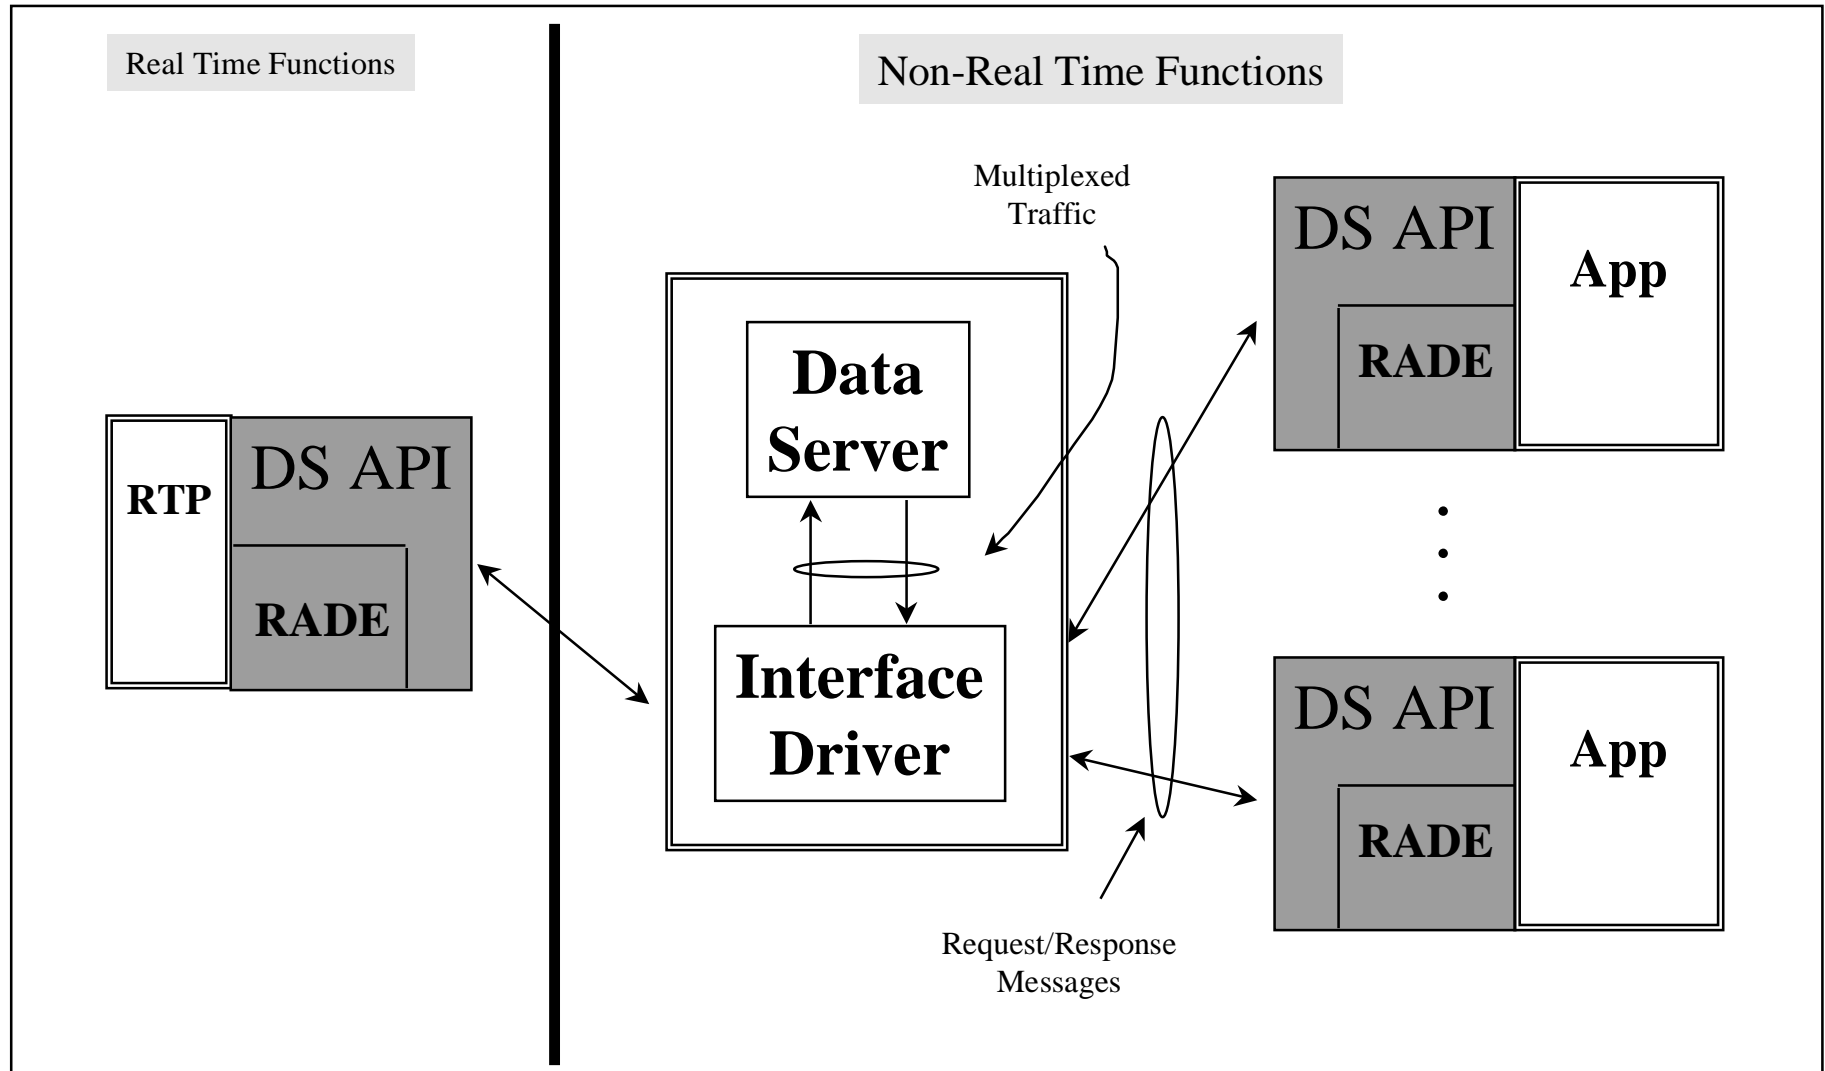 Real Time Functions
Non-Real Time Functions
Multiplexed
Traffic
DS API
App
RADE
Data
Server
RTP
DS API
RADE
Interface
Driver
DS API
App
RADE
Request/Response
Messages